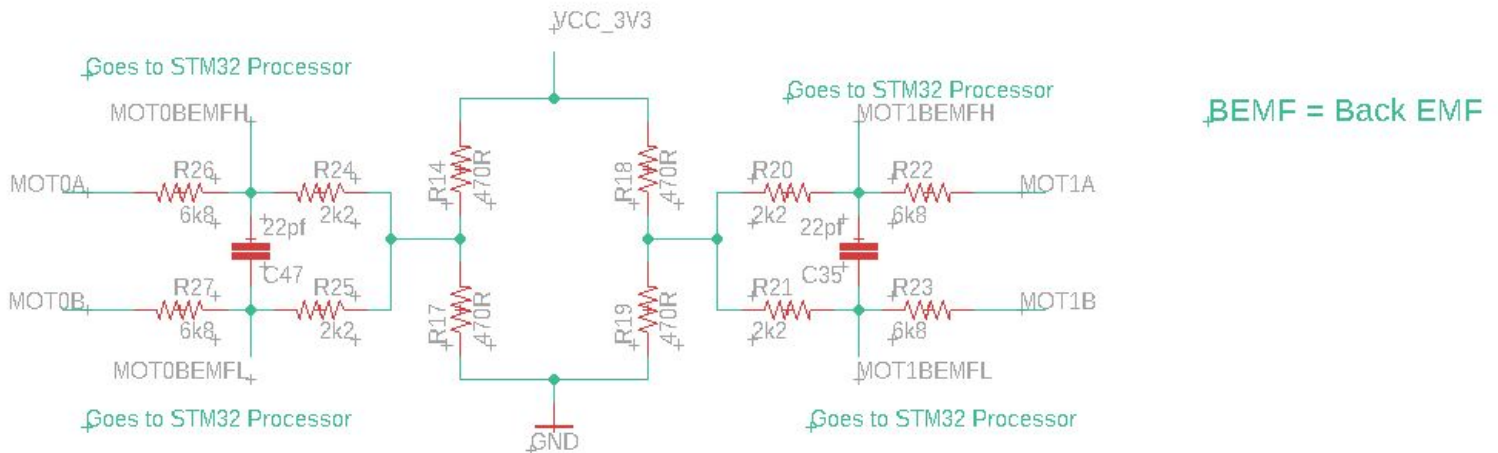 VCC_3V3
Goes to STM32 Processor
Goes to STM32 Processor
MOT0BEMFH
MOT1BEMFH
BEMF = Back EMF
R26
R24
R14
470R
R18
470R
R20
R22
MOT0A
6k8
2k2
2k2
6k8
MOT1A
22pf
22pf
C47
C35
R27
R25
R17
470R
R19
470R
R21
R23
MOT0B
6k8
2k2
2k2
6k8
MOT1B
MOT0BEMFL
MOT1BEMFL
Goes to STM32 Processor
Goes to STM32 Processor
GND